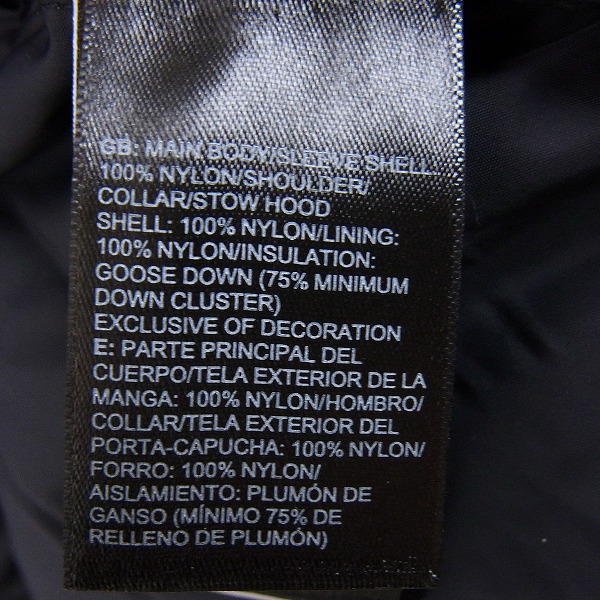 GB: MAIN BODY/SLEEVE SHELL:
100% NYLON/SHOULDER/
COLLAR/STOW HOOD
SHELL: 100% NYLON/LINING:
100% NYLON/INSULATION:
GOOSE DOWN (75% MINIMUM
DOWN CLUSTER)
EXCLUSIVE OF DECORATION
E: PARTE PRINCIPAL DEL
CUERPO/TELA EXTERIOR DE LA
MANGA: 100% NYLON/HOMBRO/
COLLAR/TELA EXTERIOR DEL
PORTA-CAPUCHA: 100% NYLON/
FORRO: 100% NYLON/
AISLAMIENTO: PLUMÓN DE
GANSO (MÍNIMO 75% DE
RELLENO DE PLUMÓN)